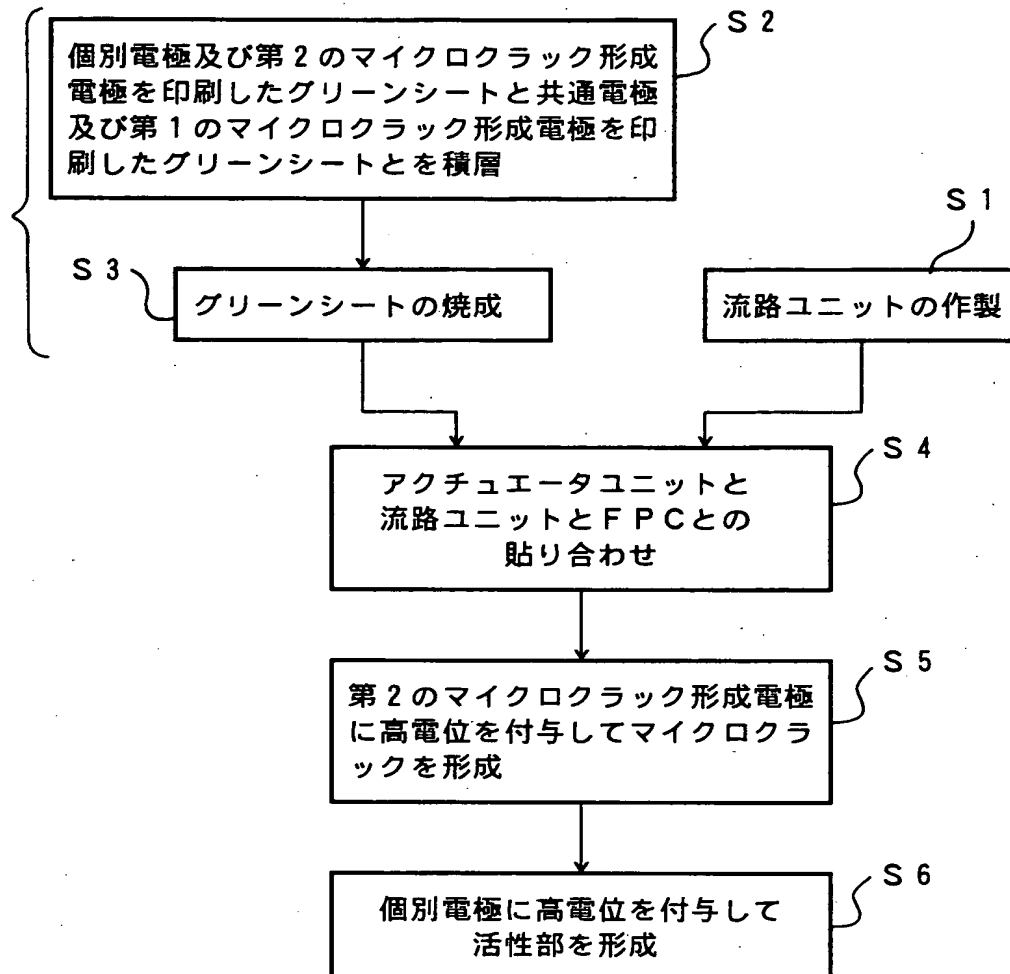 S2
個別電極及び第2のマイクロクラック形成
電極を印刷したグリーンシートと共通電極
及び第1のマイクロクラック形成電極を印
刷したグリーンシートとを積層
S1
S3
グリーンシートの焼成
流路ユニットの作製
S4
アクチュエータユニットと
流路ユニットとFPCとの
貼り合わせ
S5
第2のマイクロクラック形成電極
に高電位を付与してマイクロクラ
ックを形成
S6
個別電極に高電位を付与して
活性部を形成